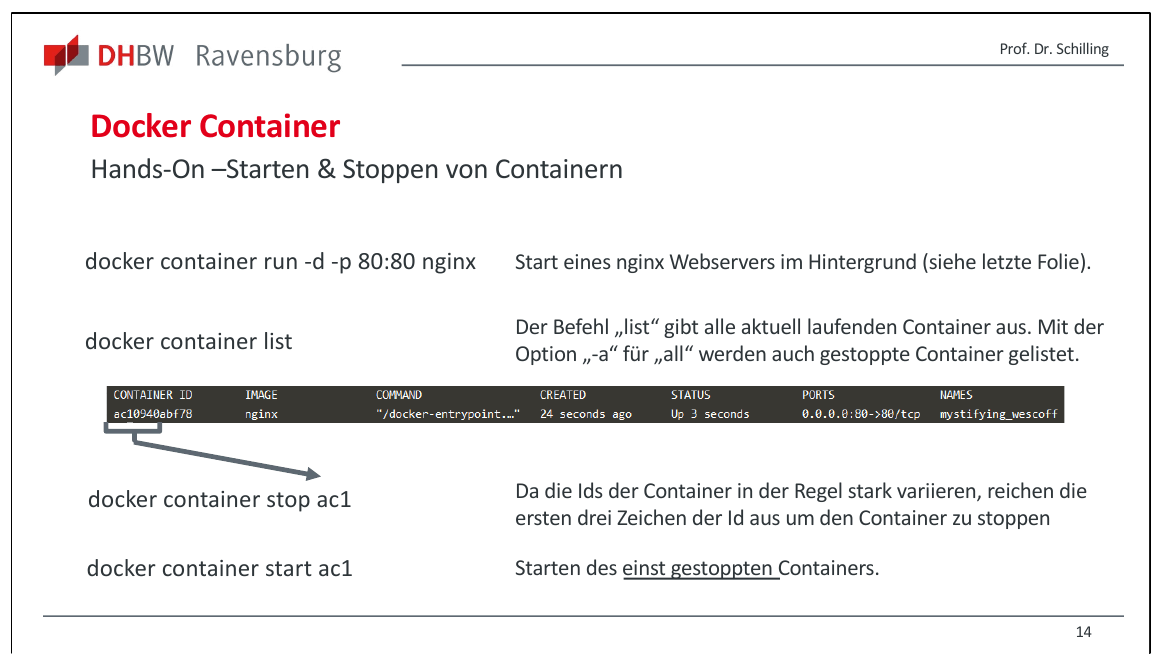 DHBW Ravensburg
Prof. Dr. Schilling
Docker Container
Hands-On –Starten & Stoppen von Containern
docker container run -d -p 80:80 nginx
Start eines nginx Webservers im Hintergrund (siehe letzte Folie).
docker container list
Der Befehl „list“ gibt alle aktuell laufenden Container aus. Mit der
Option „-a“ für „all“ werden auch gestoppte Container gelistet.
CONTAINER ID IMAGE COMMAND CREATED STATUS PORTS NAMES
ac10940abf78 nginx "/docker-entrypoint.…" 24 seconds ago Up 3 seconds 0.0.0.0:80->80/tcp mystifying_wescoff
docker container stop ac1
Da die Ids der Container in der Regel stark variieren, reichen die
ersten drei Zeichen der Id aus um den Container zu stoppen
docker container start ac1
Starten des einst gestoppten Containers.
14